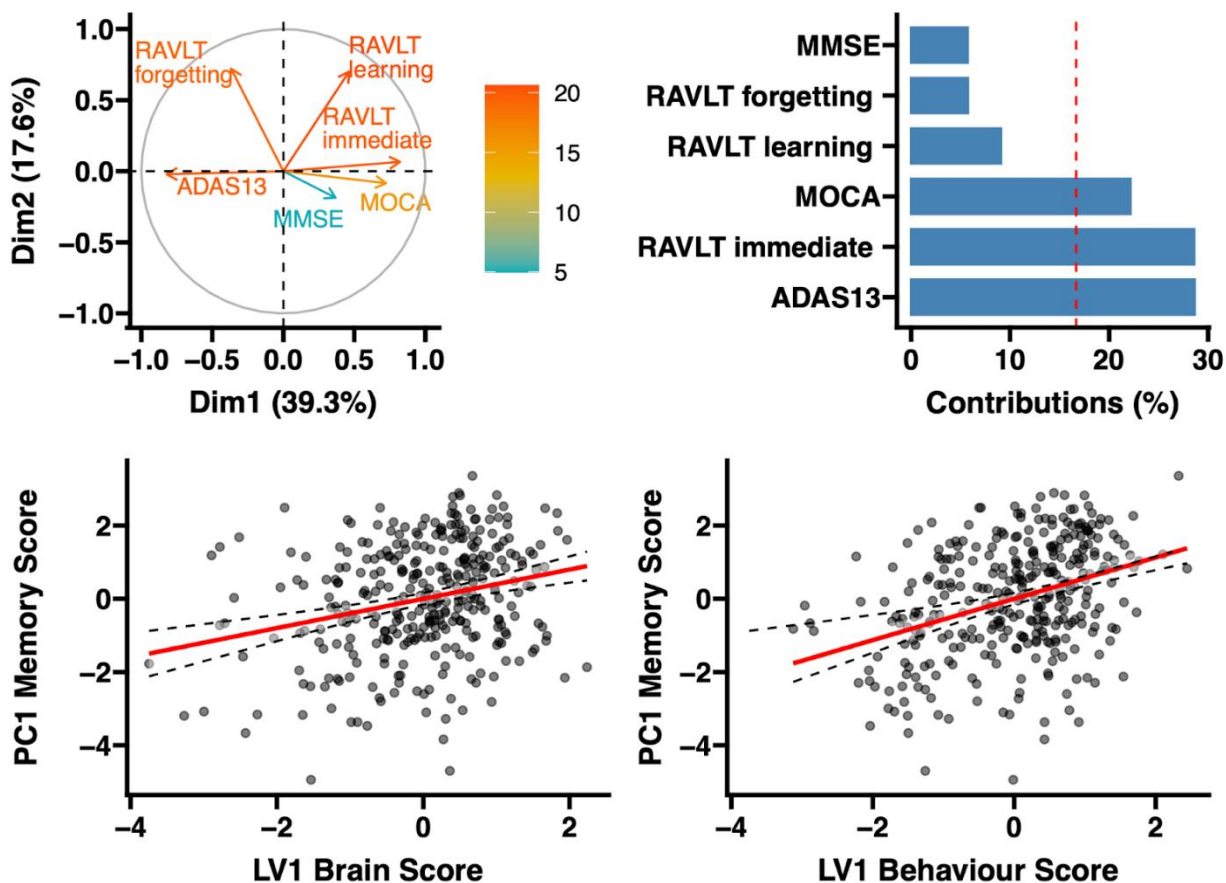 1.0
0.5
0.0
−0.5
−1.0
Dim2 (17.6%)
RAVLT
forgetting
RAVLT
learning
RAVLT
immediate
ADAS13
MMSE
MOCA
−1.0 −0.5 0.0 0.5 1.0
Dim1 (39.3%)
20
15
10
5
MMSE
RAVLT forgetting
RAVLT learning
MOCA
RAVLT immediate
ADAS13
0 10 20 30
Contributions (%)
PC1 Memory Score
2
0
−2
−4
−4 −2 0 2
LV1 Brain Score
PC1 Memory Score
2
0
−2
−4
−4 −2 0 2
LV1 Behaviour Score